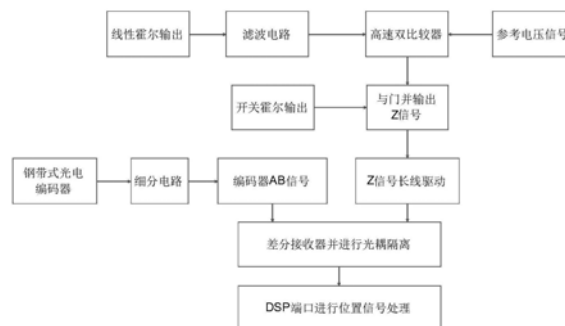 线性霍尔输出
滤波电路
高速双比较器
参考电压信号
开关霍尔输出
与门并输出
Z信号
钢带式光电
编码器
细分电路
编码器AB信号
Z信号长线驱动
差分接收器并进行光耦隔离
DSP端口进行位置信号处理